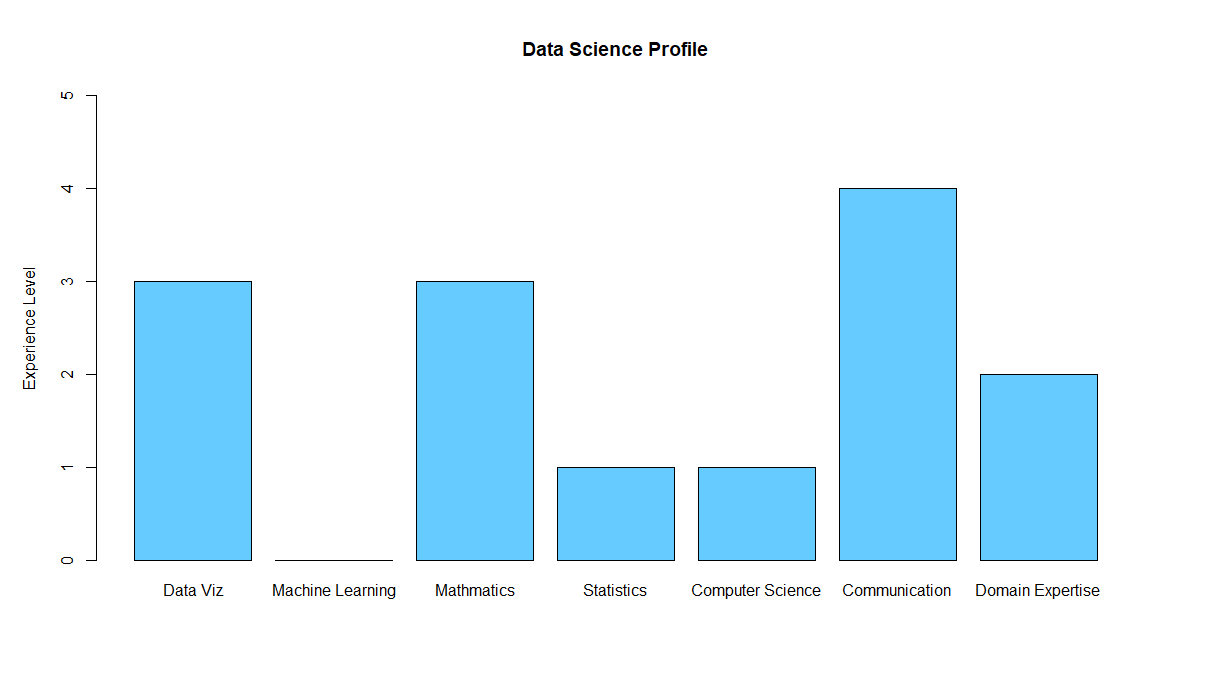 Data Science Profile
Experience Level
5
4
3
2
1
0
Data Viz
Machine Learning
Mathmatics
Statistics
Computer Science
Communication
Domain Expertise